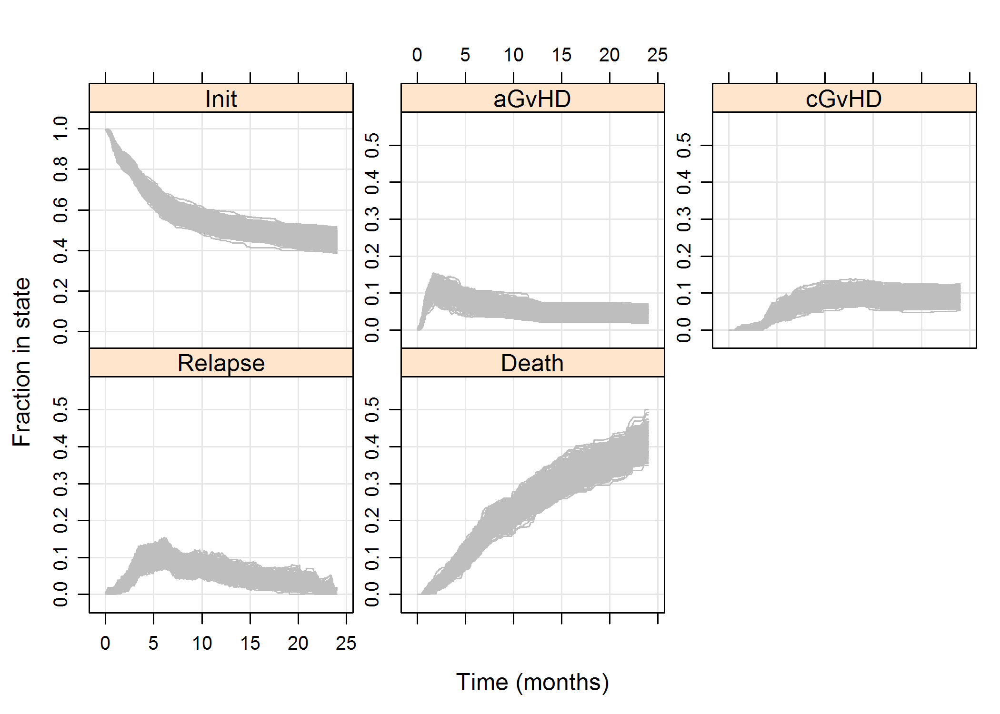 0 5 10 15 20 25
Init
aGvHD
cGvHD
0.0 0.2 0.4 0.6 0.8 1.0
0.0 0.1 0.2 0.3 0.4 0.5
0.0 0.1 0.2 0.3 0.4 0.5
Fraction in state
Relapse
Death
0.0 0.1 0.2 0.3 0.4 0.5
0.0 0.1 0.2 0.3 0.4 0.5
0 5 10 15 20 25
Time (months)